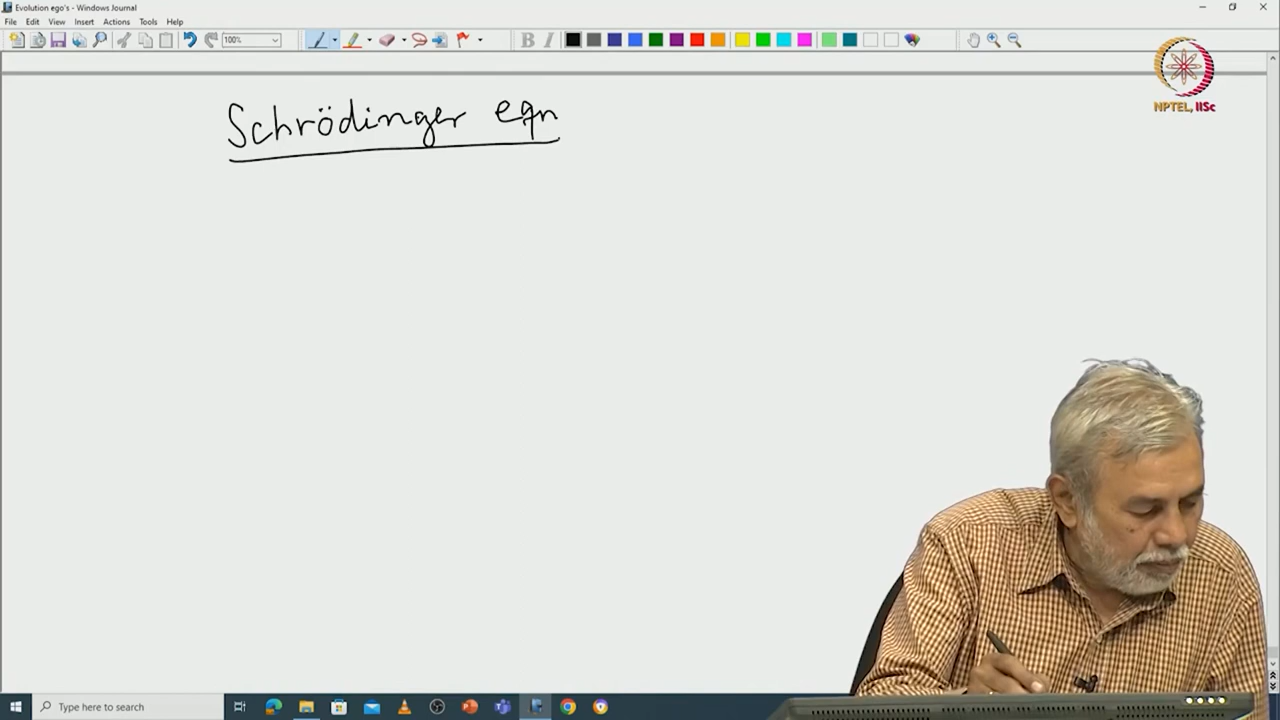 Evolution eqo's - Windows Journal
File Edit View Insert Actions Tools Help
100%
B I
NPTEL, IISc
Schrödinger eqn
Type here to search